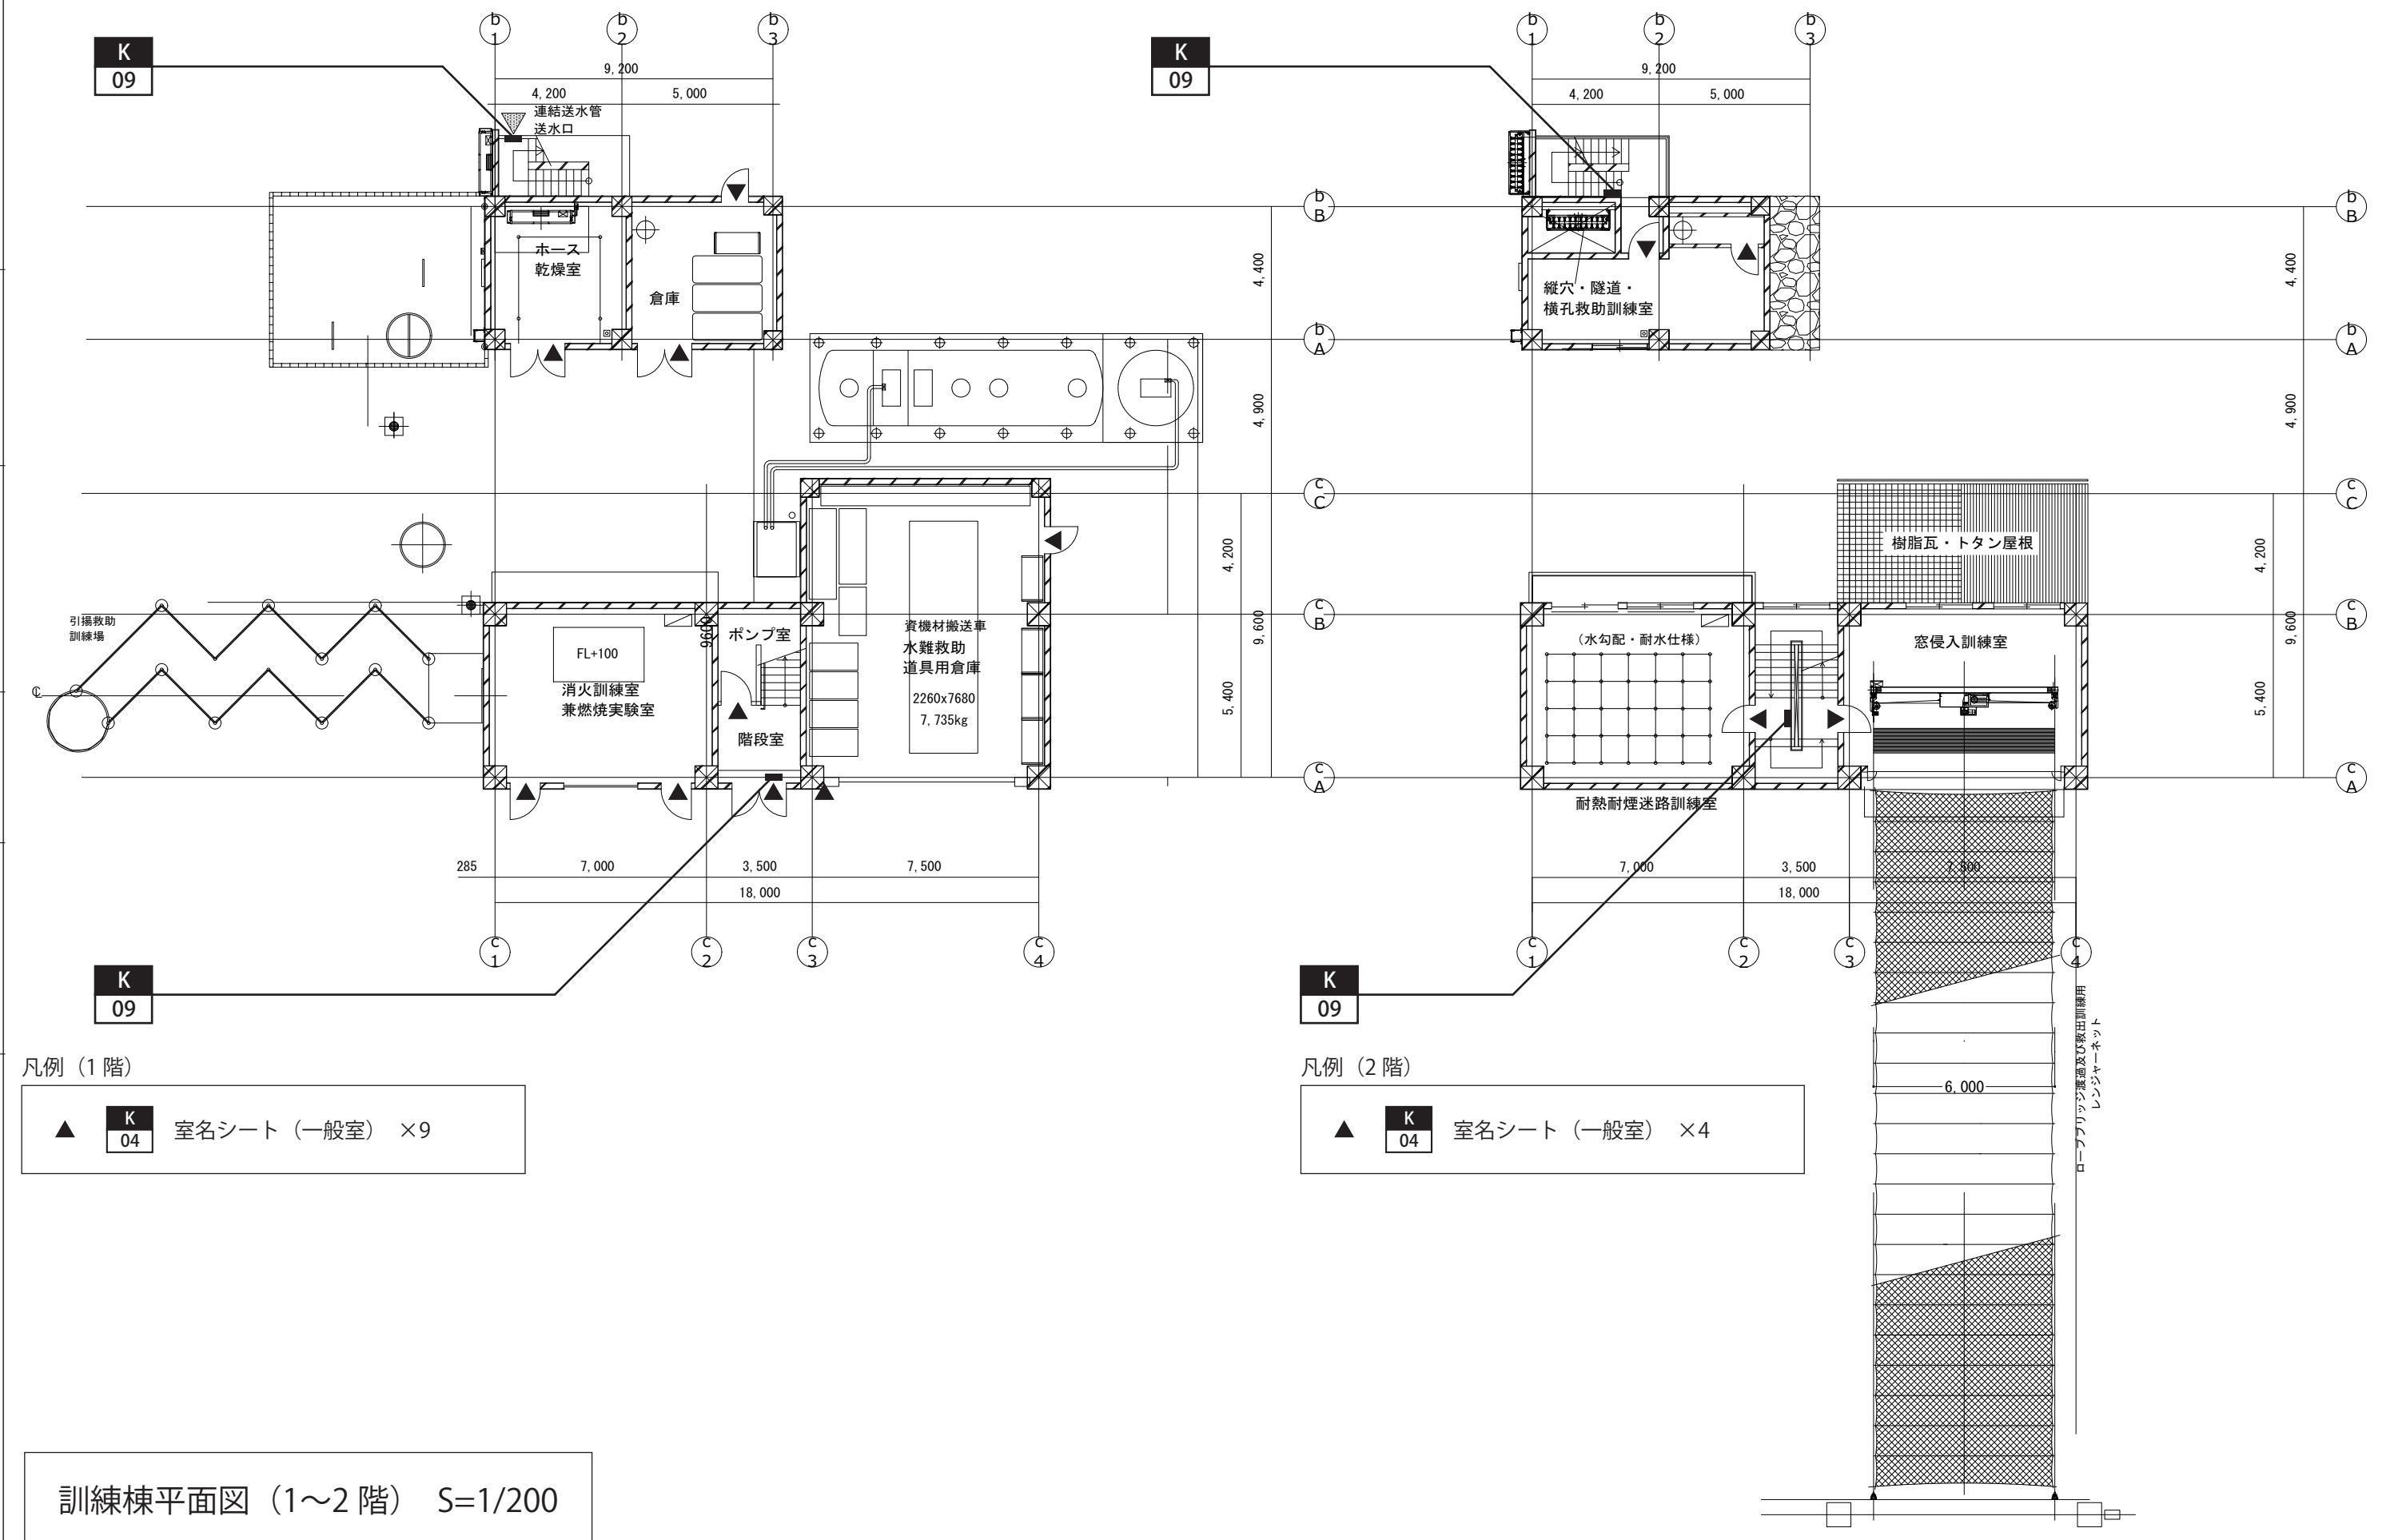 K
09
b
1
b
2
b
3
9,200
4,200
5,000
連結送水管
送水口
ホース
乾燥室
倉庫
b
B
b
A
4,400
4,900
c
C
c
B
c
A
4,200
9,600
5,400
引揚救助
訓練場
℄
FL+100
消火訓練室
兼燃焼実験室
9600
ポンプ室
階段室
資機材搬送車
水難救助
道具用倉庫
2260x7680
7,735kg
285
7,000
3,500
7,500
18,000
c
1
c
2
c
3
c
4
K
09
凡例（1 階）
K
04
室名シート（一般室） ×9
K
09
b
1
b
2
b
3
9,200
4,200
5,000
縦穴・隧道・
横孔救助訓練室
b
B
b
A
4,400
4,900
樹脂瓦・トタン屋根
c
C
c
B
c
A
4,200
9,600
5,400
（水勾配・耐水仕様）
窓侵入訓練室
耐熱耐煙迷路訓練室
7,000
3,500
7,500
18,000
c
1
c
2
c
3
c
4
K
09
ロープブリッジ渡過及び救出訓練用
レンジャーネット
6,000
凡例（2 階）
K
04
室名シート（一般室） ×4
訓練棟平面図（1～2 階） S=1/200